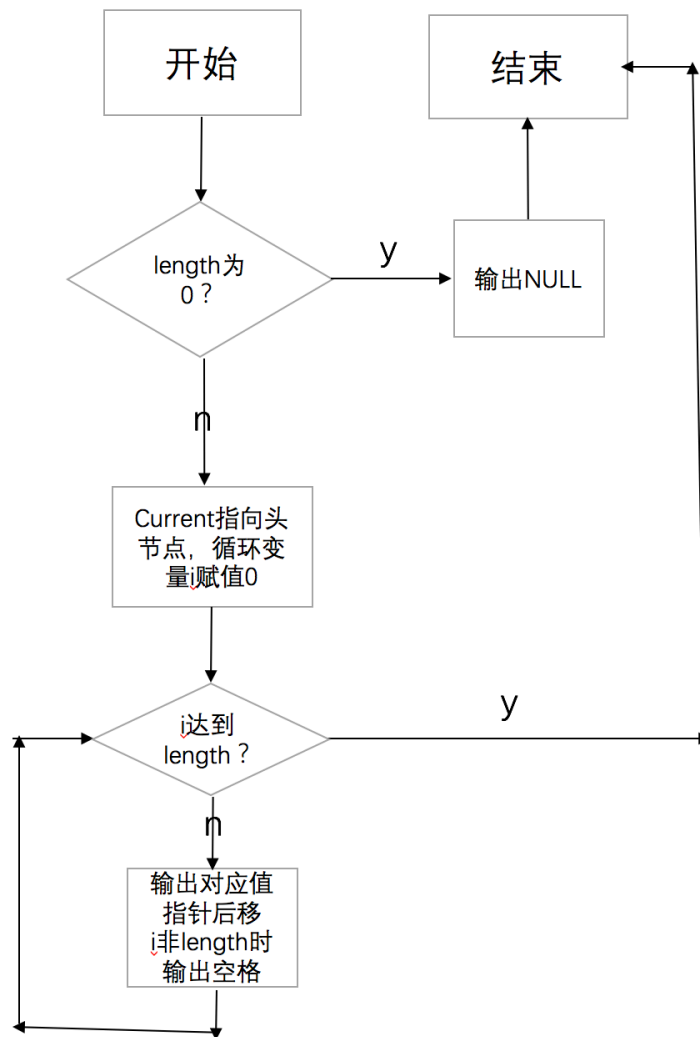 开始
结束
length为
0？
y
输出NULL
n
Current指向头
节点，循环变
量i赋值0
i达到
length？
y
n
输出对应值
指针后移
i非length时
输出空格